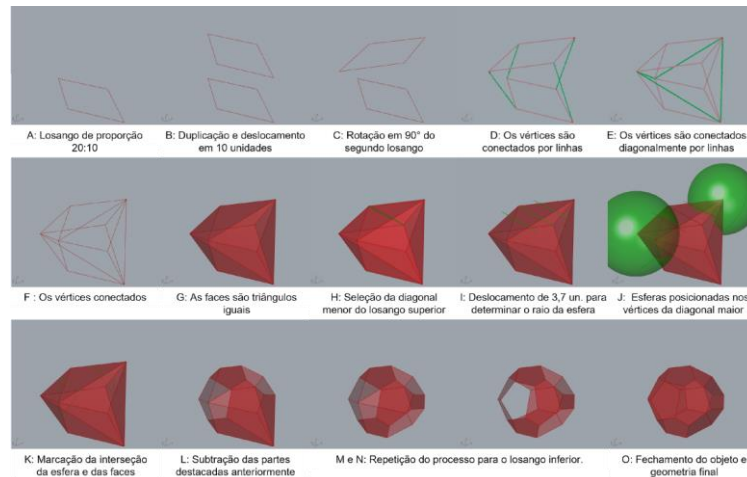 A: Losango de proporção
20:10
B: Duplicação e deslocamento
em 10 unidades
C: Rotação em 90° do
segundo losango
D: Os vértices são
conectados por linhas
E: Os vértices são conectados
diagonalmente por linhas
F : Os vértices conectados
G: As faces são triângulos
iguais
H: Seleção da diagonal
menor do losango superior
I: Deslocamento de 3,7 un. para
determinar o raio da esfera
J: Esferas posicionadas nos
vértices da diagonal maior
K: Marcação da interseção
da esfera e das faces
L: Subtração das partes
destacadas anteriormente
M e N: Repetição do processo para o losango inferior.
O: Fechamento do objeto e
geometria final